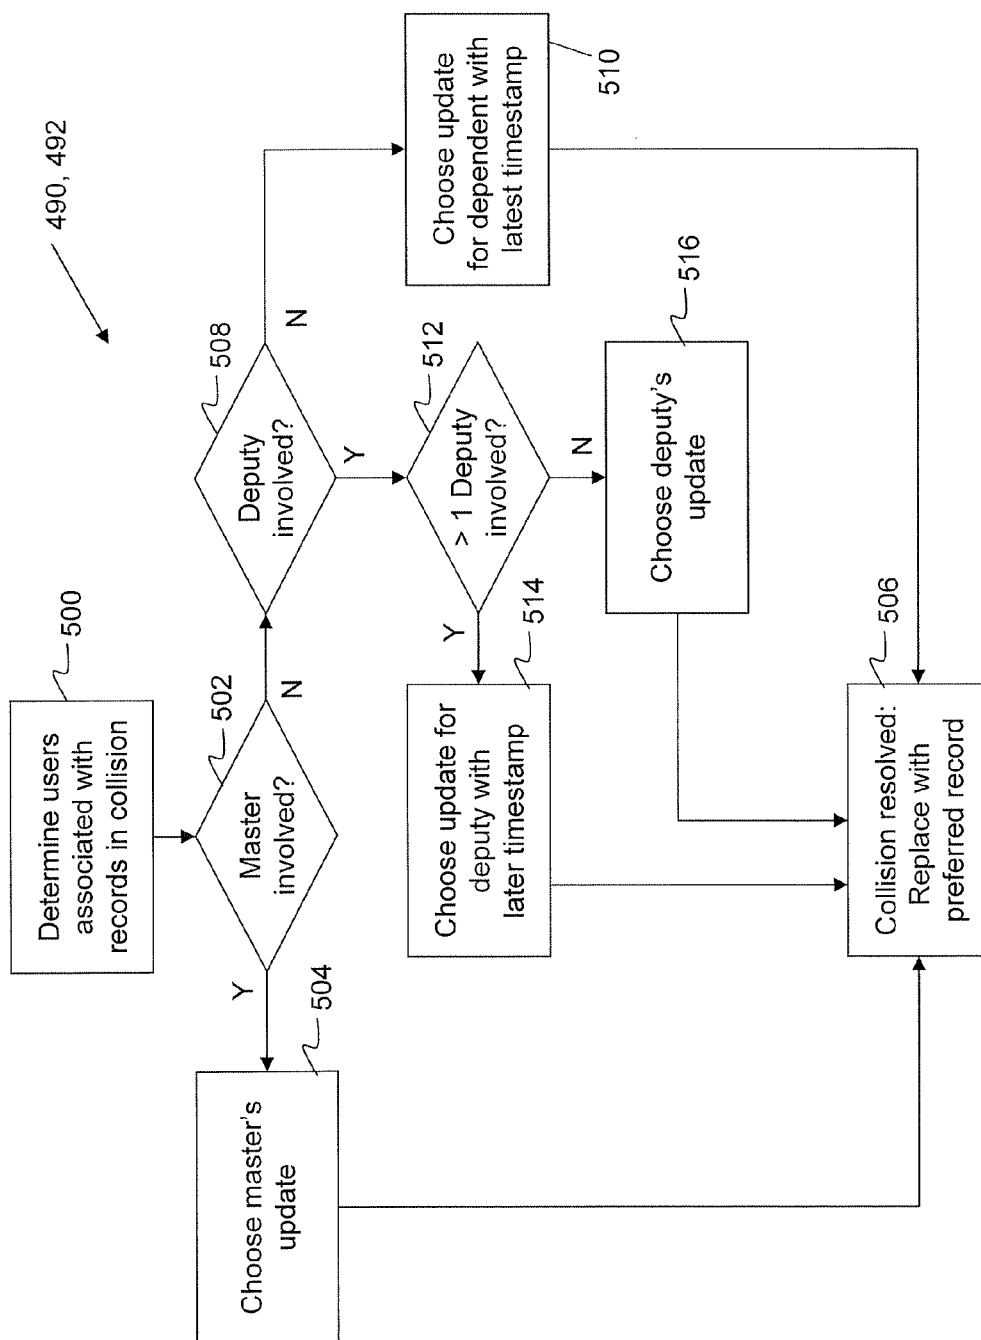 490, 492
500
Determine users
associated with
records in collision
502
Master
involved?
Y
N
504
Choose master's
update
508
Deputy
involved?
Y
N
510
Choose update
for dependent with
latest timestamp
512
> 1 Deputy
involved?
Y
N
514
Choose update for
deputy with
later timestamp
516
Choose deputy's
update
506
Collision resolved:
Replace with
preferred record